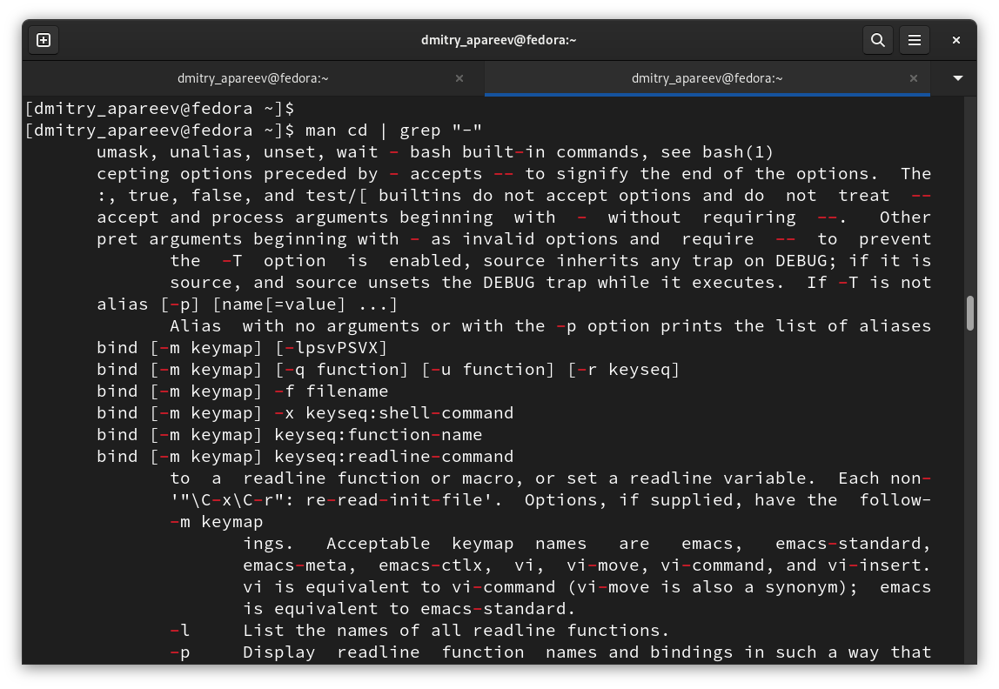 dmitry_apareev@fedora:~
dmitry_apareev@fedora:~ dmitry_apareev@fedora:~
[dmitry_apareev@fedora ~]$
[dmitry_apareev@fedora ~]$ man cd | grep "-"
umask, unalias, unset, wait - bash built-in commands, see bash(1)
cepting options preceded by - accepts -- to signify the end of the options.  The
:, true, false, and test/[ builtins do not accept options and do  not  treat  --
accept and process arguments beginning  with  -  without  requiring  --.   Other
pret arguments beginning with - as invalid options and  require  --  to  prevent
the  -T  option  is  enabled, source inherits any trap on DEBUG; if it is
source, and source unsets the DEBUG trap while it executes.  If -T is not
alias [-p] [name[=value] ...]
Alias  with no arguments or with the -p option prints the list of aliases
bind [-m keymap] [-lpsvPSVX]
bind [-m keymap] [-q function] [-u function] [-r keyseq]
bind [-m keymap] -f filename
bind [-m keymap] -x keyseq:shell-command
bind [-m keymap] keyseq:function-name
bind [-m keymap] keyseq:readline-command
to  a  readline function or macro, or set a readline variable.  Each non-
'"\C-x\C-r": re-read-init-file'.  Options, if supplied, have the  follow-
-m keymap
ings.   Acceptable  keymap  names   are   emacs,   emacs-standard,
emacs-meta,  emacs-ctlx,  vi,  vi-move, vi-command, and vi-insert.
vi is equivalent to vi-command (vi-move is also a synonym);  emacs
is equivalent to emacs-standard.
-l     List the names of all readline functions.
-p     Display  readline  function  names and bindings in such a way that